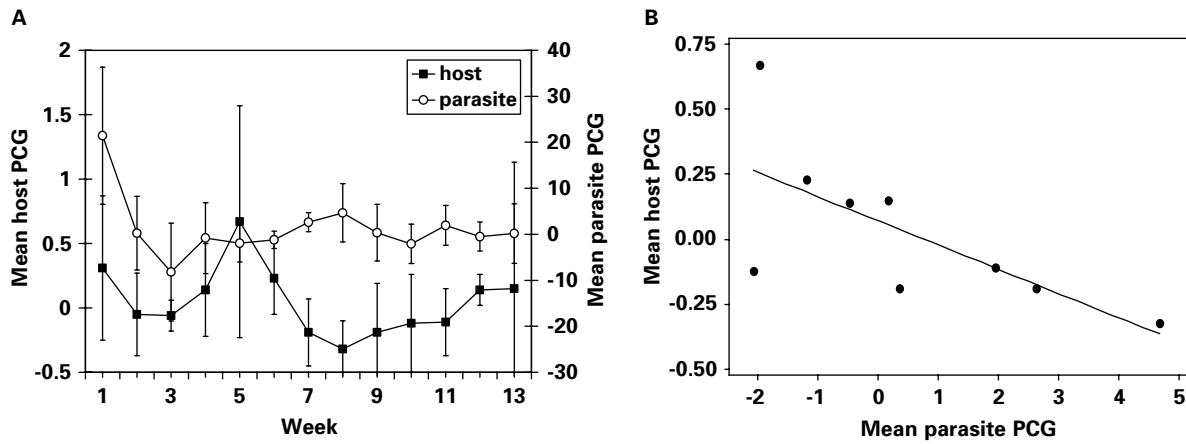 A
Mean host PCG
2
1.5
1
0.5
0
-0.5
host
parasite
40
30
20
10
0
-10
-20
-30
Mean parasite PCG
1 3 5 7 9 11 13
Week
B
Mean host PCG
0.75
0.50
0.25
0.00
-0.25
-0.50
-2 -1 0 1 2 3 4 5
Mean parasite PCG